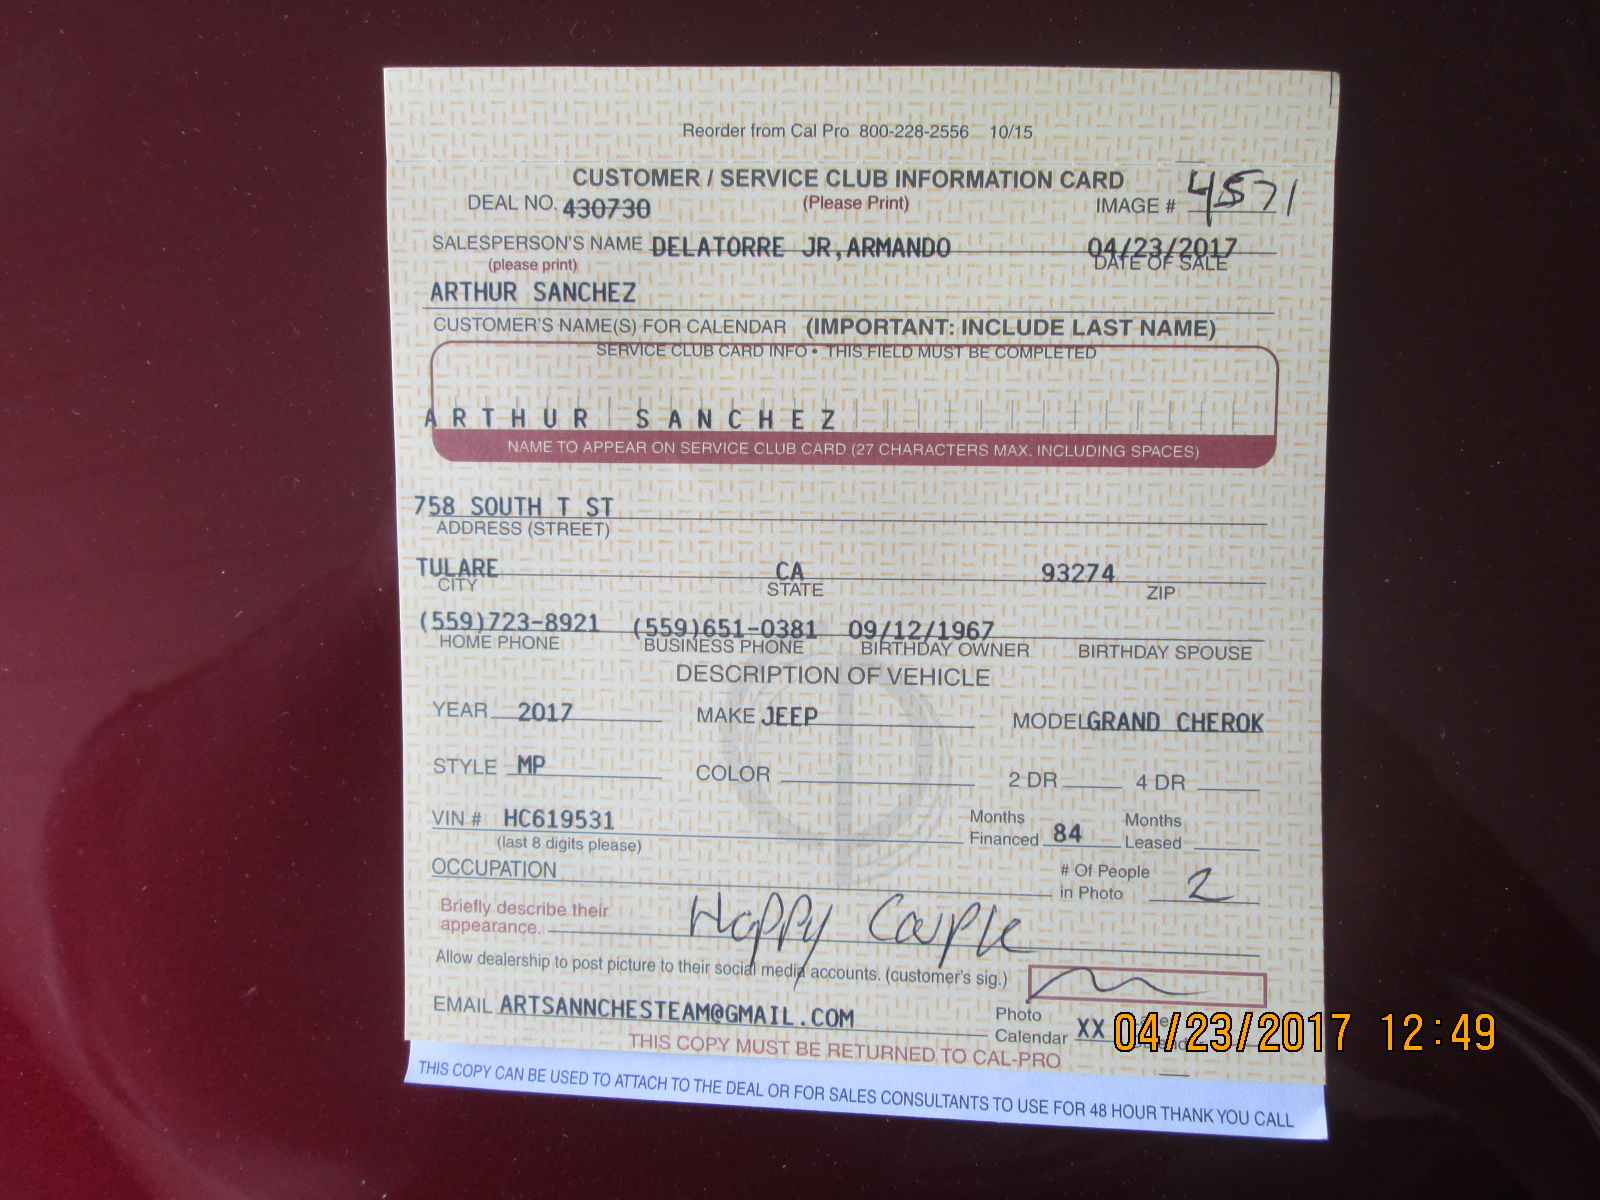 Reorder from Cal Pro 800-228-2556 10/15
CUSTOMER / SERVICE CLUB INFORMATION CARD
DEAL NO. 430730 (Please Print) IMAGE # 4571
SALESPERSON'S NAME DELATORRE JR,ARMANDO 04/23/2017
(please print) DATE OF SALE
ARTHUR SANCHEZ
CUSTOMER'S NAME(S) FOR CALENDAR (IMPORTANT: INCLUDE LAST NAME)
SERVICE CLUB CARD INFO • THIS FIELD MUST BE COMPLETED
ARTHUR SANCHEZ
NAME TO APPEAR ON SERVICE CLUB CARD (27 CHARACTERS MAX. INCLUDING SPACES)
758 SOUTH T ST
ADDRESS (STREET)
TULARE CA 93274
CITY STATE ZIP
(559)723-8921 (559)651-0381 09/12/1967
HOME PHONE BUSINESS PHONE BIRTHDAY OWNER BIRTHDAY SPOUSE
DESCRIPTION OF VEHICLE
YEAR 2017 MAKE JEEP MODEL GRAND CHEROK
STYLE MP COLOR 2 DR 4 DR
VIN # HC619531 Months Financed 84 Months Leased
(last 8 digits please)
OCCUPATION # Of People in Photo 2
Briefly describe their appearance. Happy Couple
Allow dealership to post picture to their social media accounts. (customer's sig.)
EMAIL ARTSANNCHESTEAM@GMAIL.COM Photo Calendar XX
04/23/2017 12:49
THIS COPY MUST BE RETURNED TO CAL-PRO
THIS COPY CAN BE USED TO ATTACH TO THE DEAL OR FOR SALES CONSULTANTS TO USE FOR 48 HOUR THANK YOU CALL